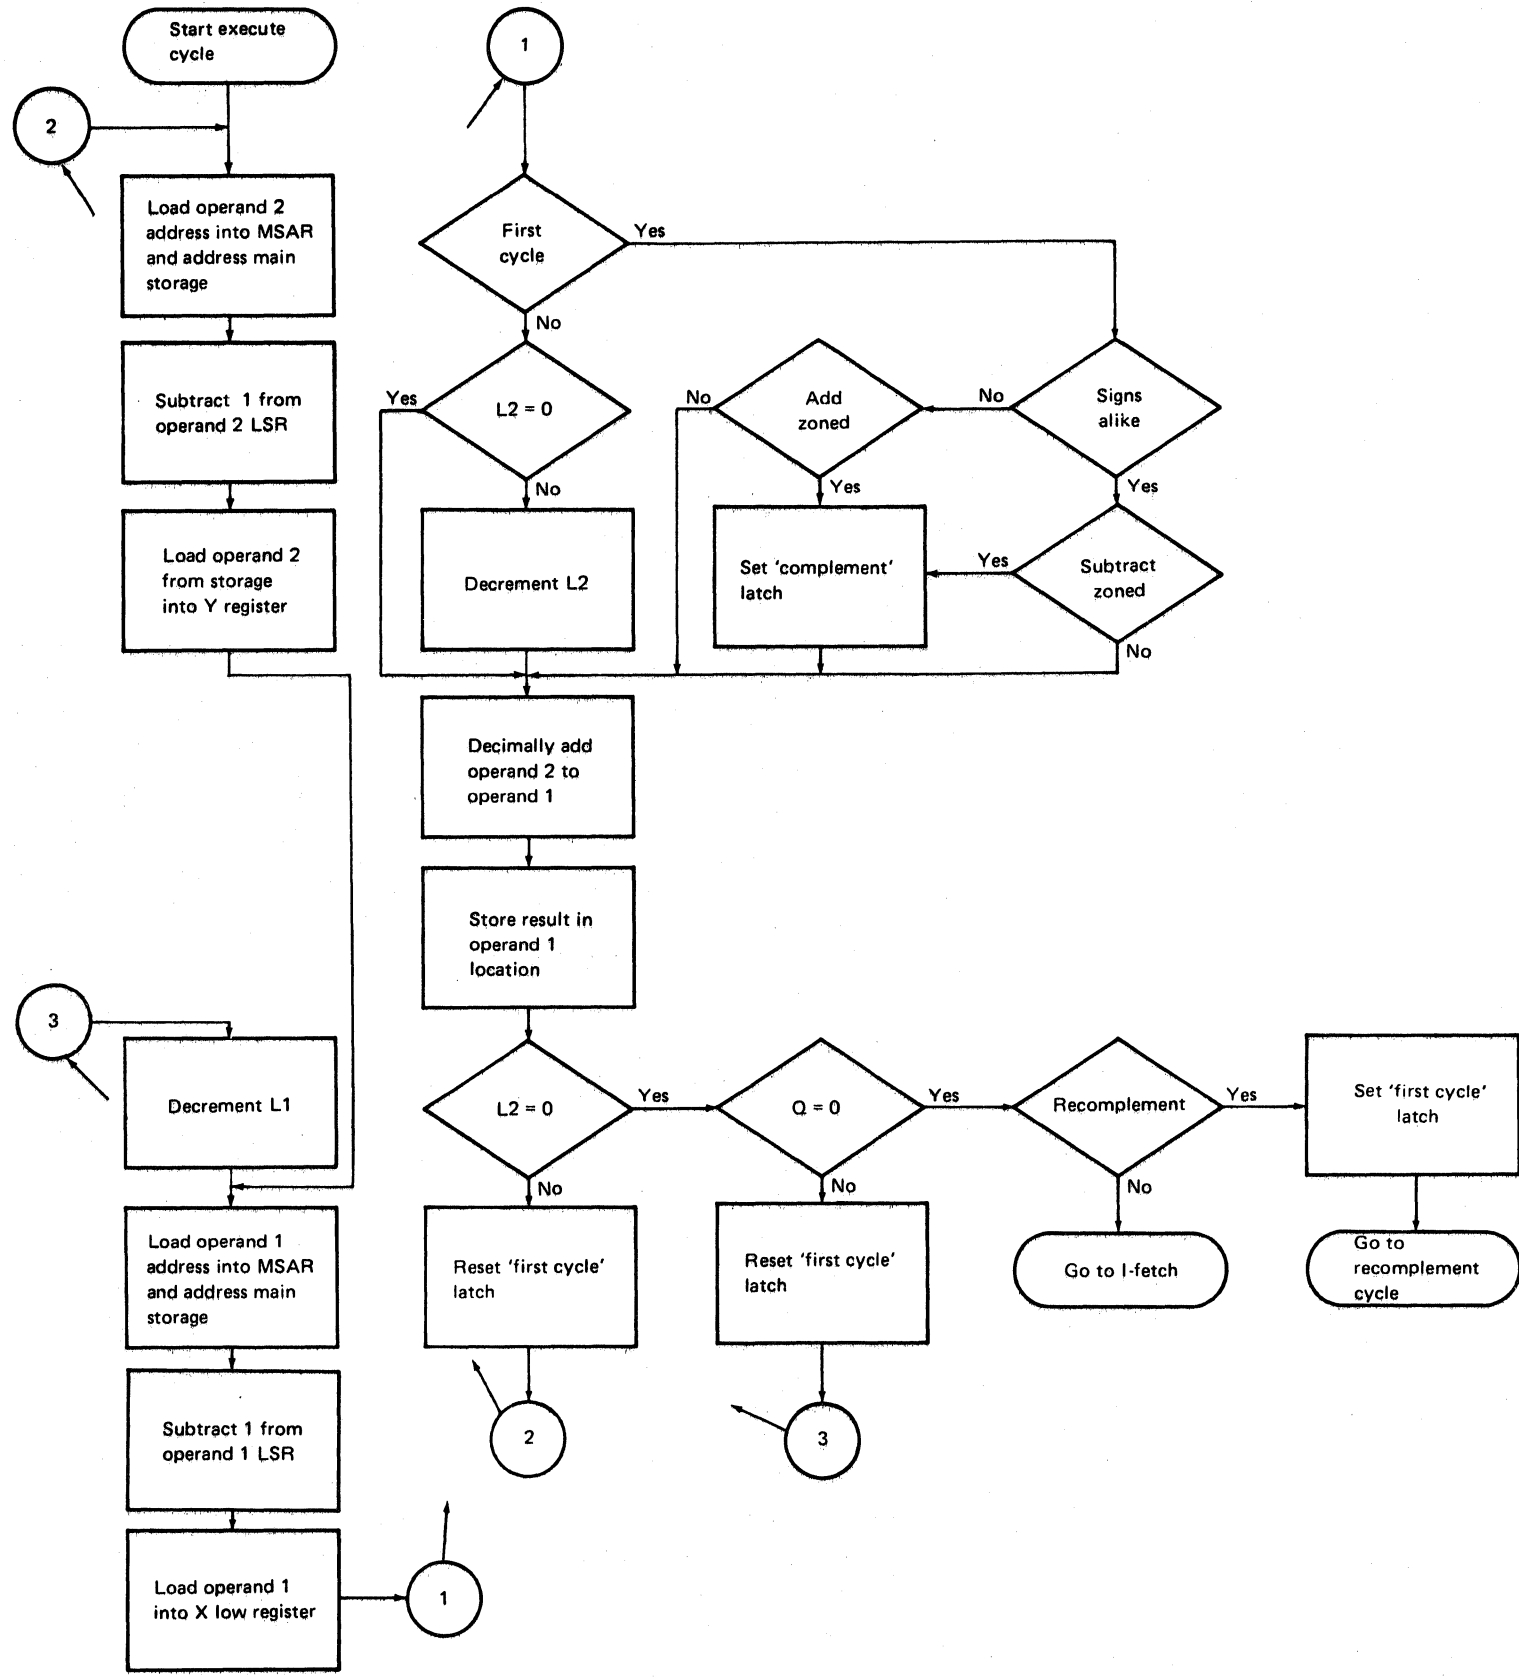 Start execute
cycle
2
Load operand 2
address into MSAR
and address main
storage
Subtract 1 from
operand 2 LSR
Load operand 2
from storage
into Y register
3
Decrement L1
Load operand 1
address into MSAR
and address main
storage
Subtract 1 from
operand 1 LSR
Load operand 1
into X low register
1
1
First
cycle
Yes
No
L2 = 0
Yes
No
Decrement L2
Signs
alike
No
Yes
Add
zoned
No
Yes
Set 'complement'
latch
Subtract
zoned
Yes
No
Decimally add
operand 2 to
operand 1
Store result in
operand 1
location
L2 = 0
Yes
No
Reset 'first cycle'
latch
2
Q = 0
Yes
No
Reset 'first cycle'
latch
3
Recomplement
Yes
No
Go to I-fetch
Set 'first cycle'
latch
Go to
recomplement
cycle